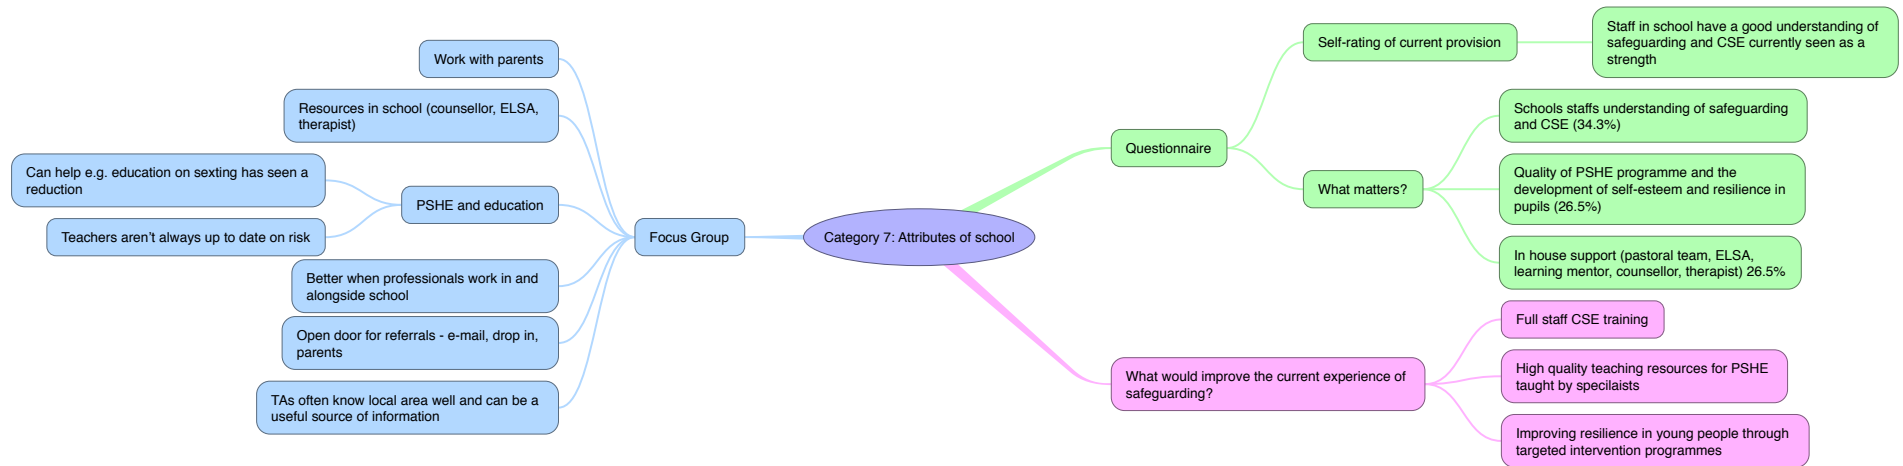 Work with parents
Resources in school (counsellor, ELSA,
therapist)
Can help e.g. education on sexting has seen a
reduction
PSHE and education
Teachers aren't always up to date on risk
Better when professionals work in and
alongside school
Open door for referrals - e-mail, drop in,
parents
TAs often know local area well and can be a
useful source of information
Focus Group
Category 7: Attributes of school
Questionnaire
Self-rating of current provision
Staff in school have a good understanding of
safeguarding and CSE currently seen as a
strength
What matters?
Schools staffs understanding of safeguarding
and CSE (34.3%)
Quality of PSHE programme and the
development of self-esteem and resilience in
pupils (26.5%)
In house support (pastoral team, ELSA,
learning mentor, counsellor, therapist) 26.5%
What would improve the current experience of
safeguarding?
Full staff CSE training
High quality teaching resources for PSHE
taught by specilaists
Improving resilience in young people through
targeted intervention programmes